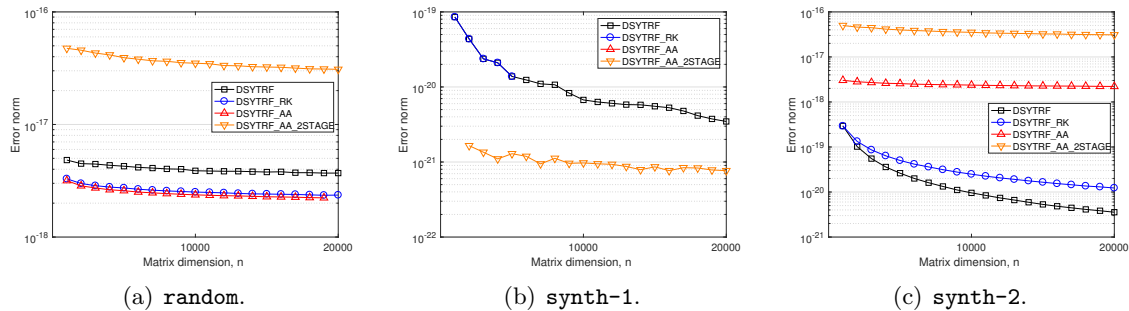 10^-16
10^-17
10^-18
Error norm
DSYTRF
DSYTRF_RK
DSYTRF_AA
DSYTRF_AA_2STAGE
10000
20000
Matrix dimension, n
(a) random.
10^-19
10^-20
10^-21
10^-22
Error norm
DSYTRF
DSYTRF_RK
DSYTRF_AA
DSYTRF_AA_2STAGE
10000
20000
Matrix dimension, n
(b) synth-1.
10^-16
10^-17
10^-18
10^-19
10^-20
10^-21
Error norm
DSYTRF
DSYTRF_RK
DSYTRF_AA
DSYTRF_AA_2STAGE
10000
20000
Matrix dimension, n
(c) synth-2.